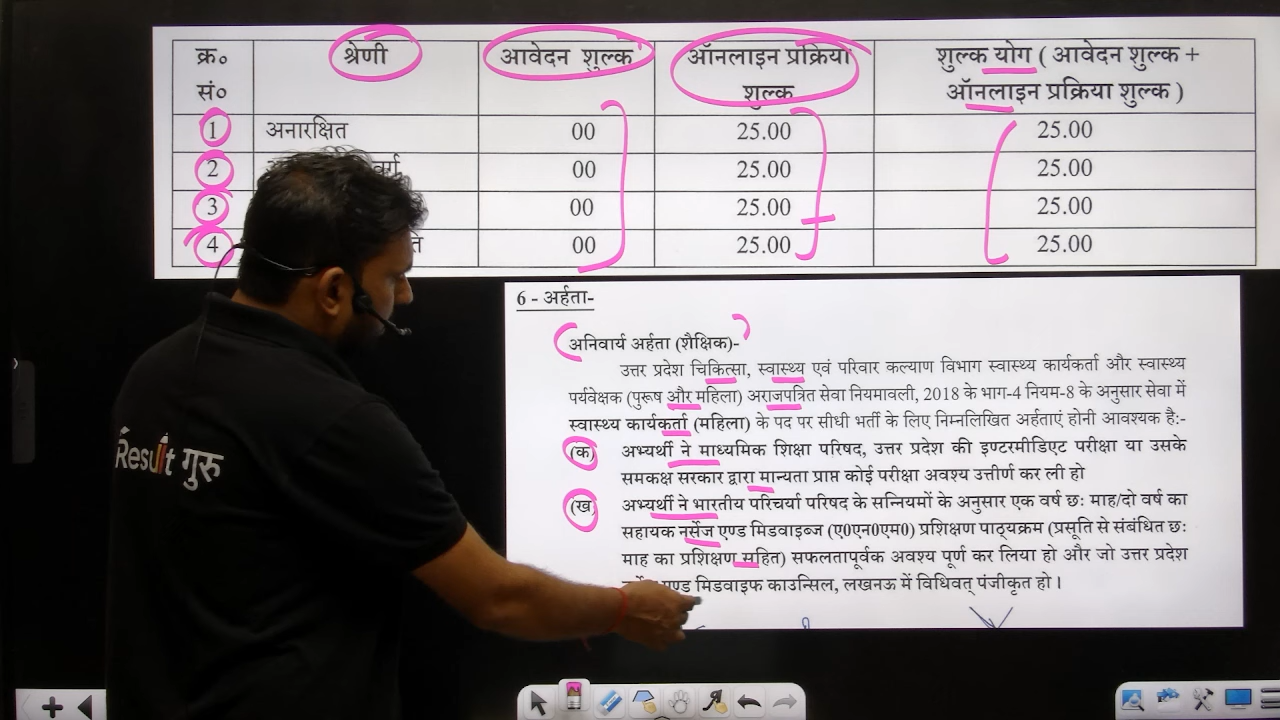 क्र० श्रेणी आवेदन शुल्क ऑनलाइन प्रक्रिया शुल्क योग ( आवेदन शुल्क +
सं० शुल्क ऑनलाइन प्रक्रिया शुल्क )
1 अनारक्षित 00 25.00 25.00
2 वर्ग 00 25.00 25.00
3 00 25.00 25.00
4 00 25.00 25.00
6 - अर्हता-
अनिवार्य अर्हता (शैक्षिक)-
उत्तर प्रदेश चिकित्सा, स्वास्थ्य एवं परिवार कल्याण विभाग स्वास्थ्य कार्यकर्ता और स्वास्थ्य
पर्यवेक्षक (पुरूष और महिला) अराजपत्रित सेवा नियमावली, 2018 के भाग-4 नियम-8 के अनुसार सेवा में
स्वास्थ्य कार्यकर्ता (महिला) के पद पर सीधी भर्ती के लिए निम्नलिखित अर्हताएं होनी आवश्यक है:-
(क) अभ्यर्थी ने माध्यमिक शिक्षा परिषद, उत्तर प्रदेश की इण्टरमीडिएट परीक्षा या उसके
समकक्ष सरकार द्वारा मान्यता प्राप्त कोई परीक्षा अवश्य उत्तीर्ण कर ली हो
(ख) अभ्यर्थी ने भारतीय परिचर्या परिषद के सन्नियमों के अनुसार एक वर्ष छः माह/दो वर्ष का
सहायक नर्सेज एण्ड मिडवाइब्ज (ए0एन0एम0) प्रशिक्षण पाठ्यक्रम (प्रसूति से संबंधित छः
माह का प्रशिक्षण सहित) सफलतापूर्वक अवश्य पूर्ण कर लिया हो और जो उत्तर प्रदेश
मिडवाइफ काउन्सिल, लखनऊ में विधिवत् पंजीकृत हो।
Result गुरु